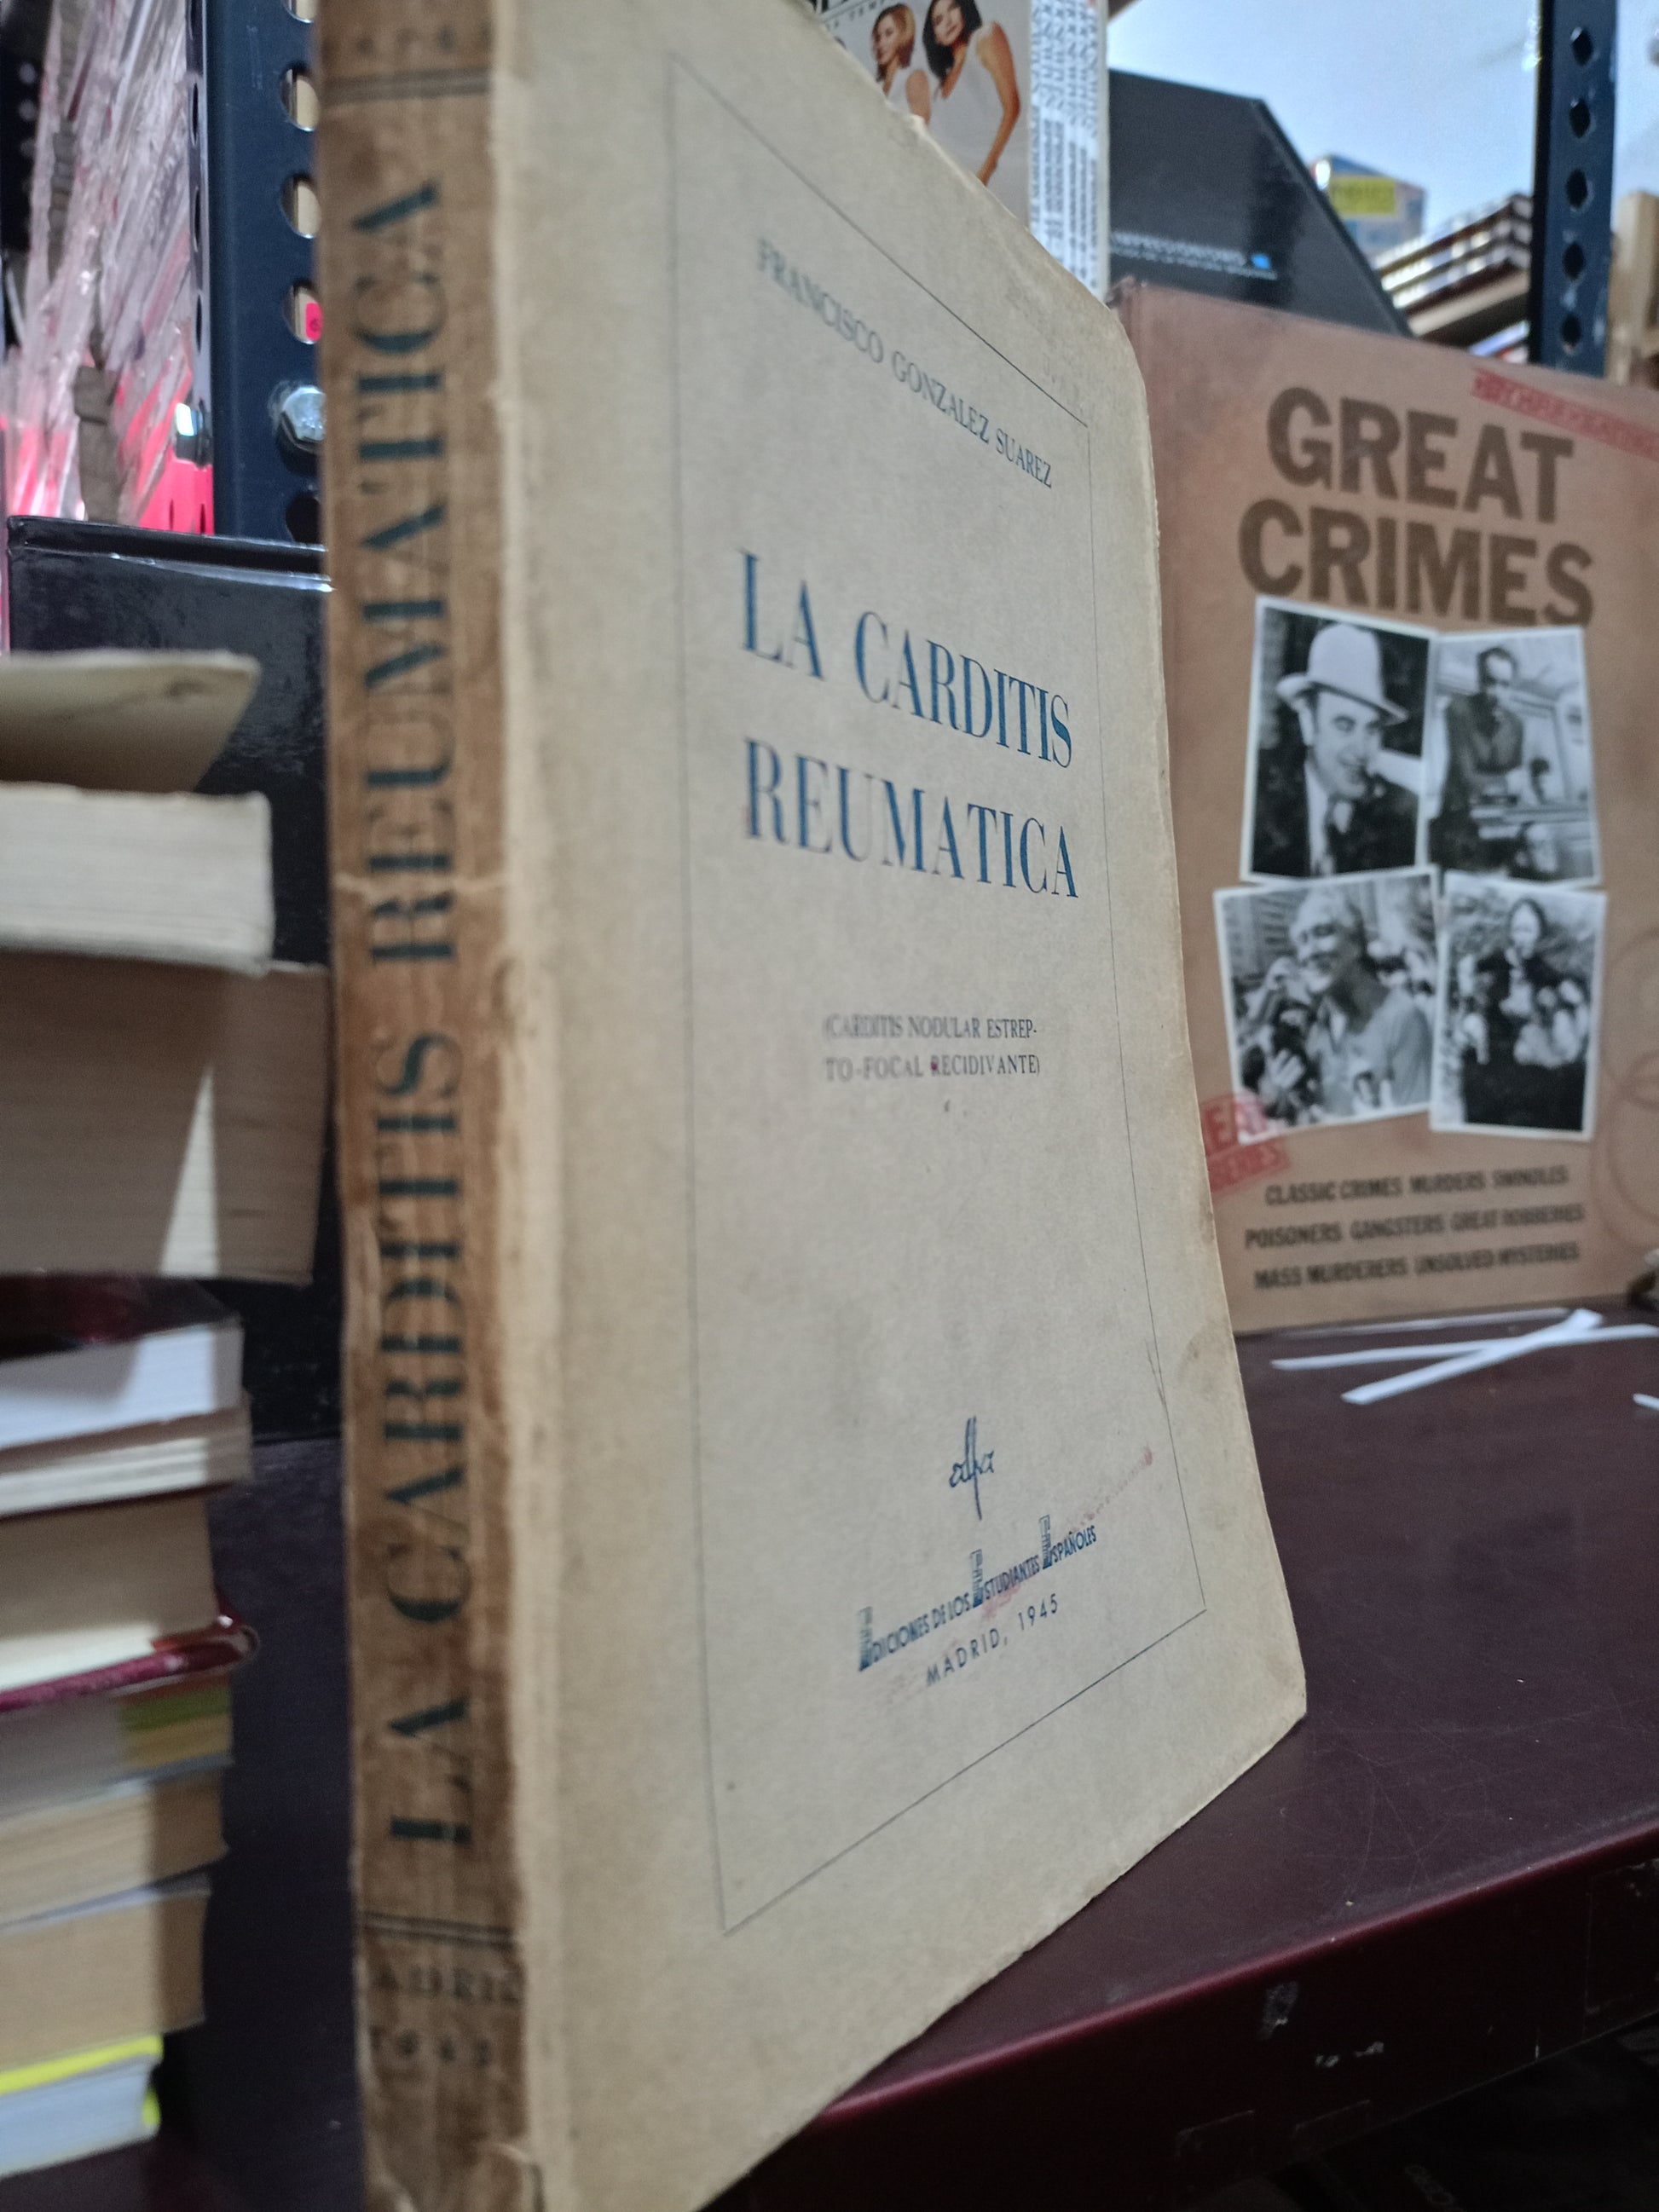 LA CARDITIS REUMATICA
FRANCISCO GONZALEZ SUAREZ
LA CARDITIS
REUMATICA
(CARDITIS NODULAR ESTREP-
TO-FOCAL RECIDIVANTE)
alfa
EDICIONES DE LOS ESTUDIANTES ESPAÑOLES
MADRID, 1945
GREAT
CRIMES
CLASSIC CRIMES MURDERS SWINDLES
POISONERS GANGSTERS GREAT ROBBERIES
MASS MURDERERS UNSOLVED MYSTERIES